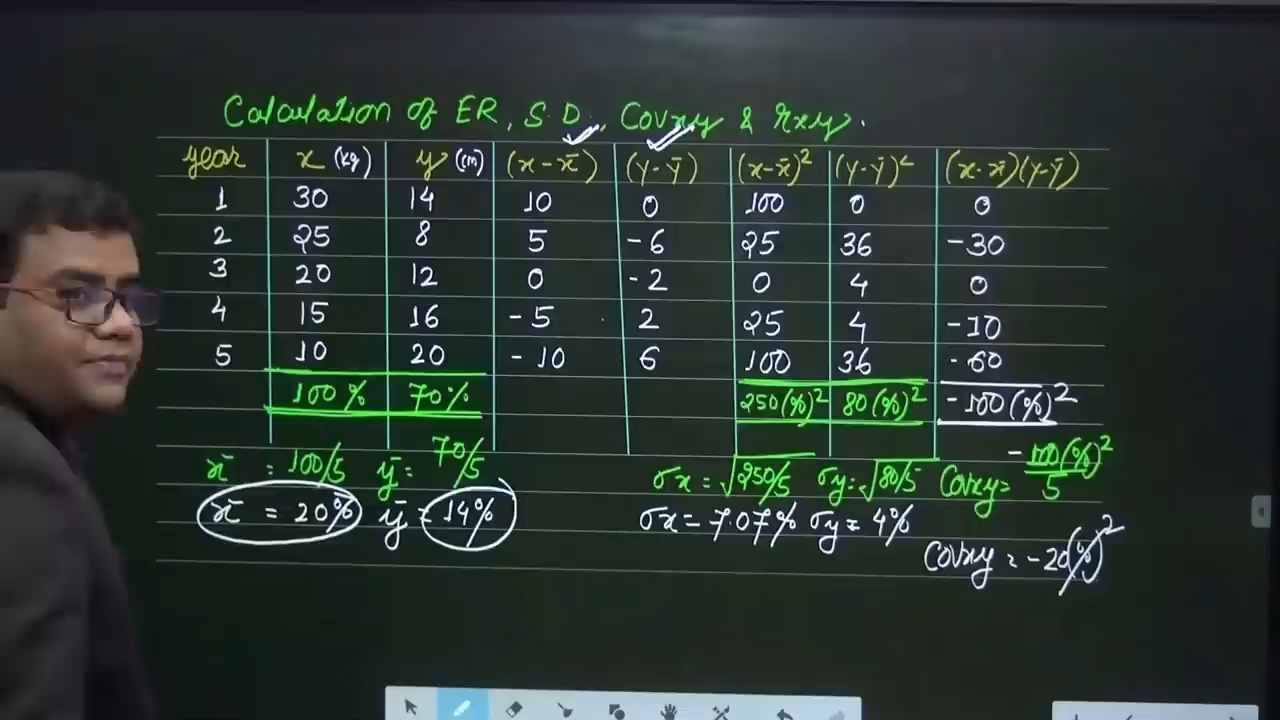 Calculation of ER, S.D., Covxy & rxy.
year x (kg) y (cm) (x-x̄) (y-ȳ) (x-x̄)² (y-ȳ)² (x-x̄)(y-ȳ)
1 30 14 10 0 100 0 0
2 25 8 5 -6 25 36 -30
3 20 12 0 -2 0 4 0
4 15 16 -5 2 25 4 -10
5 10 20 -10 6 100 36 -60
100% 70% 250(%)² 80(%)² -100(%)²
x̄ = 100/5 ȳ = 70/5 σx = √250/5 σy = √80/5 Covxy = -100(%)²/5
x̄ = 20% ȳ = 14% σx = 7.07% σy = 4%
Covxy = -20(%)²